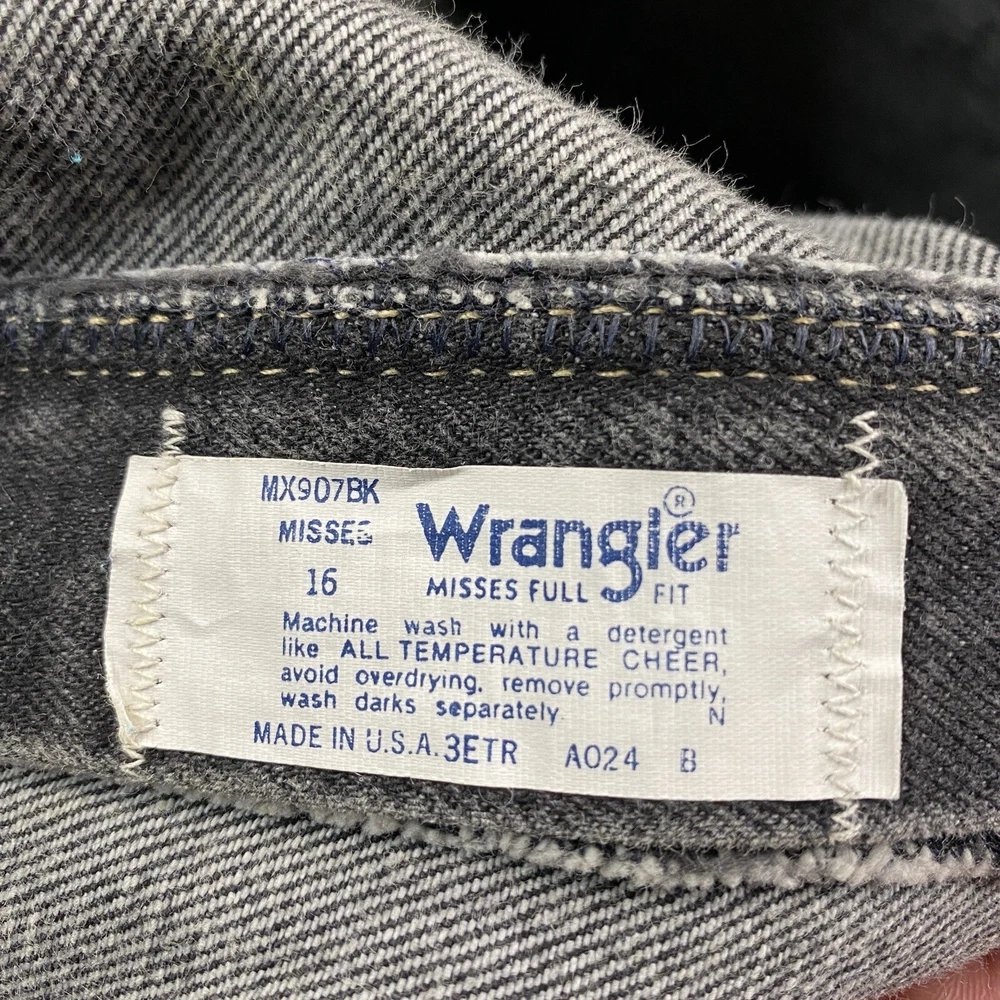 MX907BK
MISSES
16
Wrangler ®
MISSES FULL FIT
Machine wash with a detergent
like ALL TEMPERATURE CHEER,
avoid overdrying, remove promptly,
wash darks separately. N
MADE IN U.S.A. 3ETR A024 B